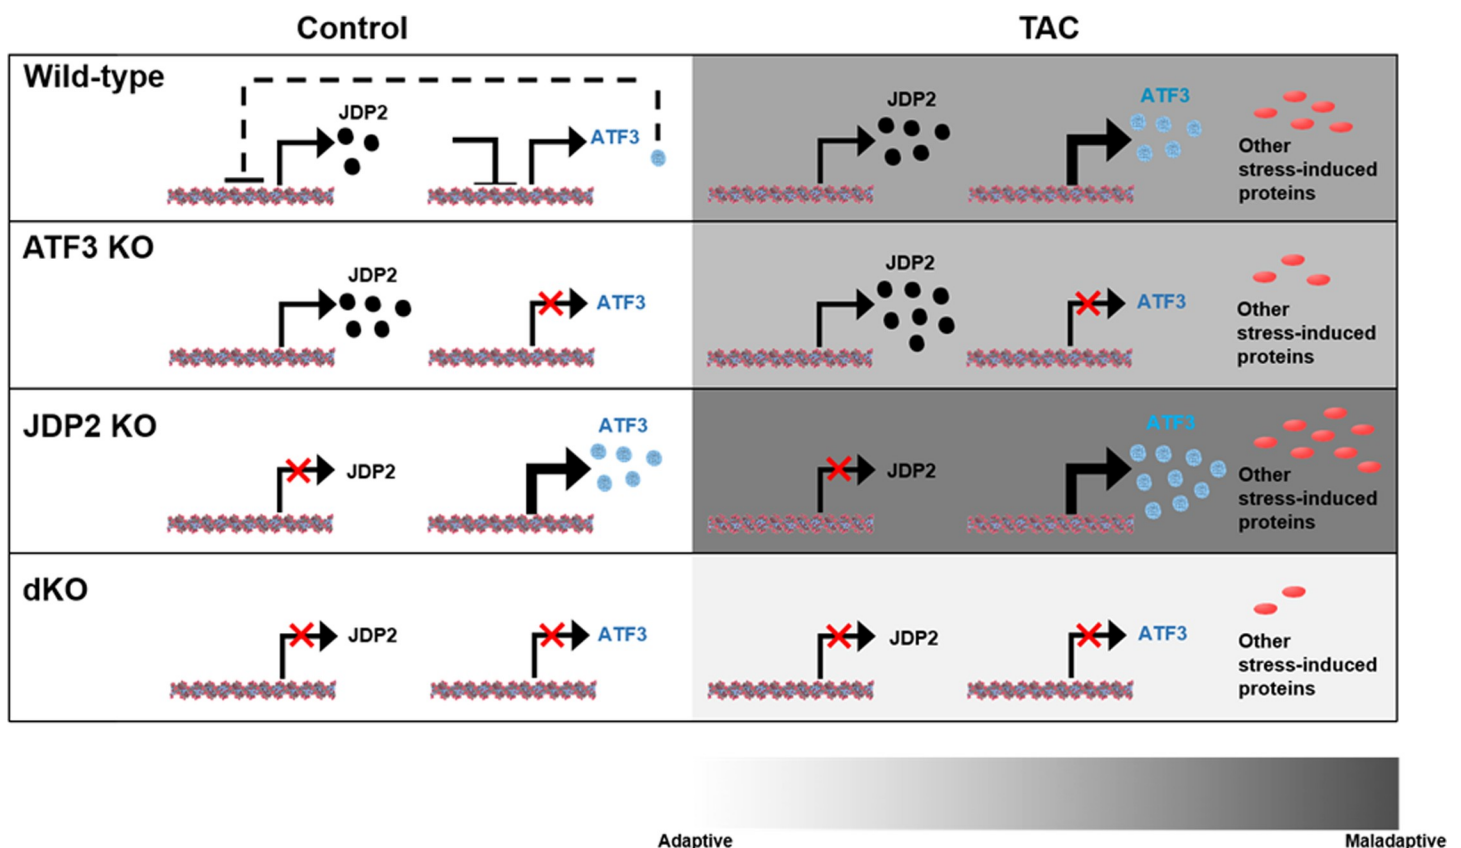 Control
TAC
Wild-type
JDP2
ATF3
JDP2
ATF3
Other
stress-induced
proteins
ATF3 KO
JDP2
ATF3
JDP2
ATF3
Other
stress-induced
proteins
JDP2 KO
JDP2
ATF3
JDP2
ATF3
Other
stress-induced
proteins
dKO
JDP2
ATF3
JDP2
ATF3
Other
stress-induced
proteins
Adaptive
Maladaptive